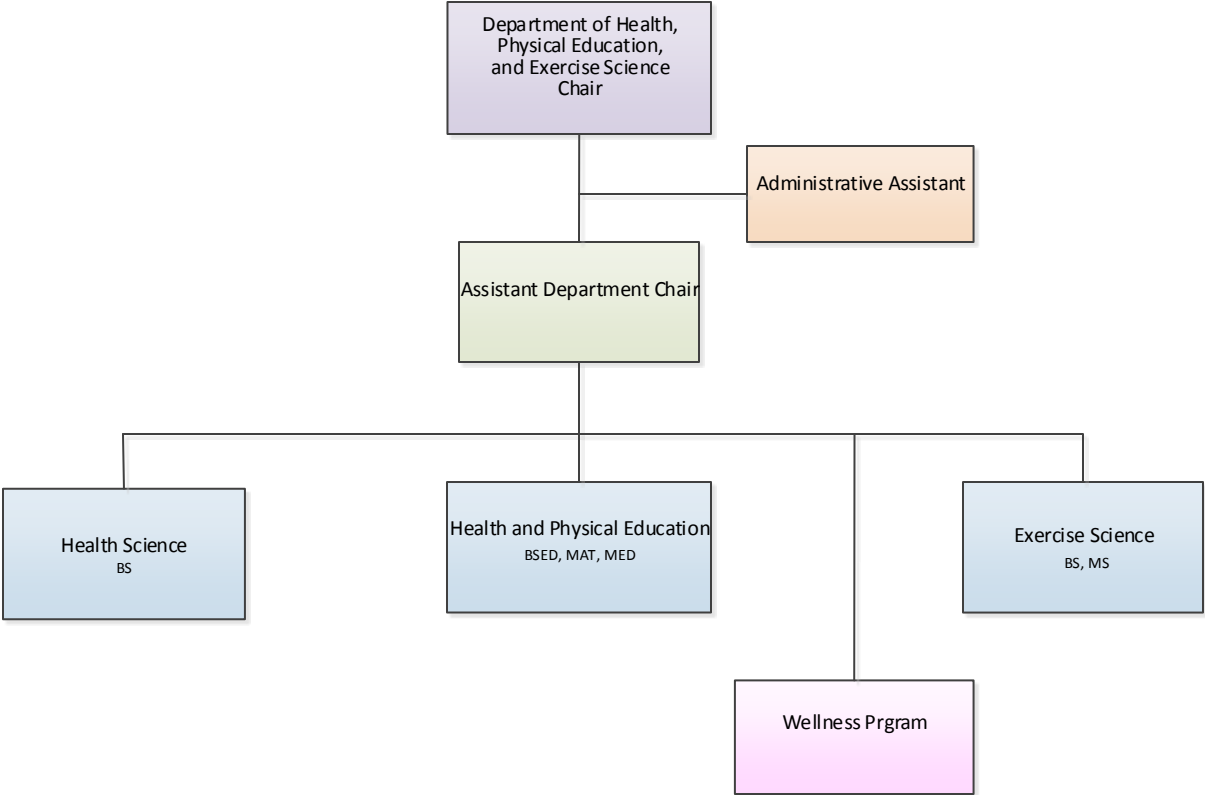 Department of Health,
Physical Education,
and Exercise Science
Chair
Administrative Assistant
Assistant Department Chair
Health Science
BS
Health and Physical Education
BSED, MAT, MED
Exercise Science
BS, MS
Wellness Prgram